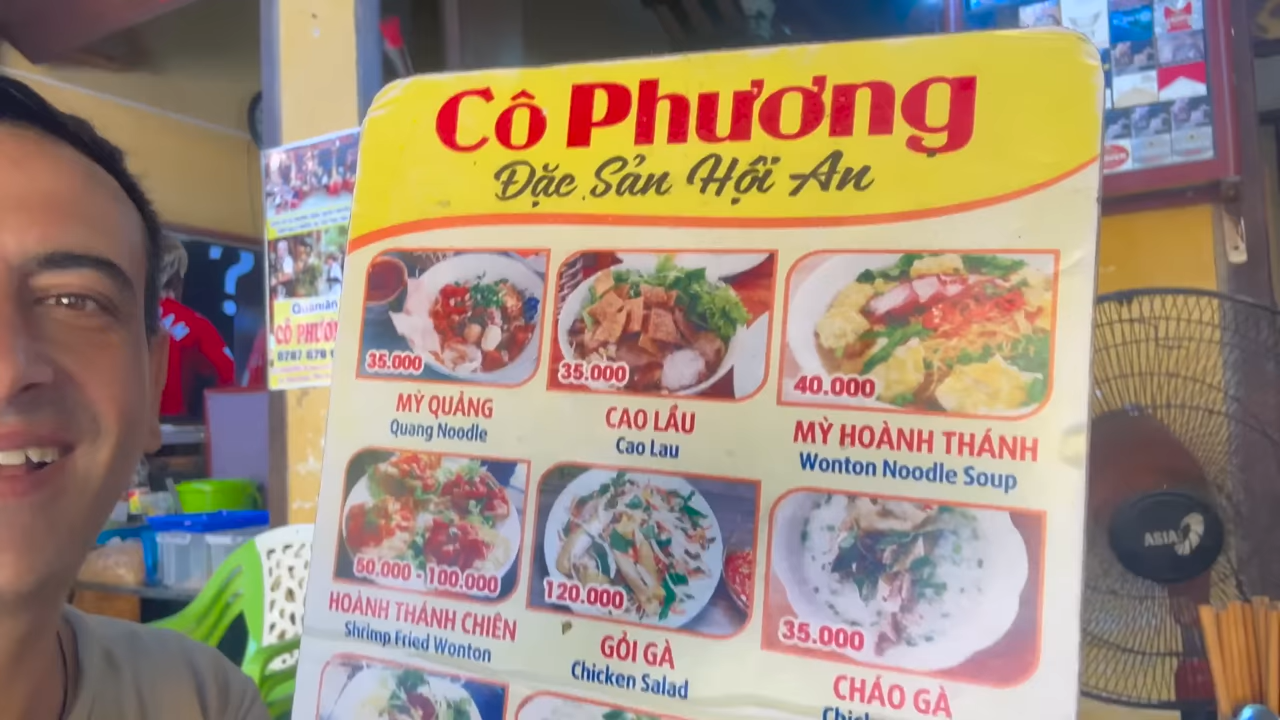 Cô Phương
Đặc Sản Hội An
35.000
35.000
40.000
MỲ QUẢNG
Quang Noodle
CAO LẦU
Cao Lau
MỲ HOÀNH THÁNH
Wonton Noodle Soup
50.000 - 100.000
120.000
35.000
HOÀNH THÁNH CHIÊN
Shrimp Fried Wonton
GỎI GÀ
Chicken Salad
CHÁO GÀ
CÔ PHƯƠ
ASIA